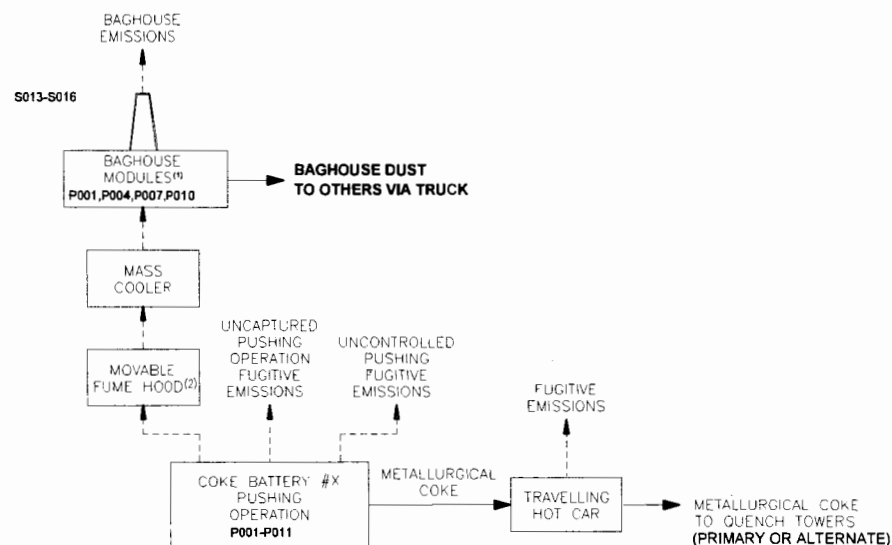 BAGHOUSE
EMISSIONS
S013-S016
BAGHOUSE
MODULES(1)
P001,P004,P007,P010
BAGHOUSE DUST
TO OTHERS VIA TRUCK
MASS
COOLER
MOVABLE
FUME HOOD(2)
UNCAPTURED
PUSHING
OPERATION
FUGITIVE
EMISSIONS
UNCONTROLLED
PUSHING
FUGITIVE
EMISSIONS
FUGITIVE
EMISSIONS
COKE BATTERY #X
PUSHING
OPERATION
P001-P011
METALLURGICAL
COKE
TRAVELLING
HOT CAR
METALLURGICAL COKE
TO QUENCH TOWERS
(PRIMARY OR ALTERNATE)